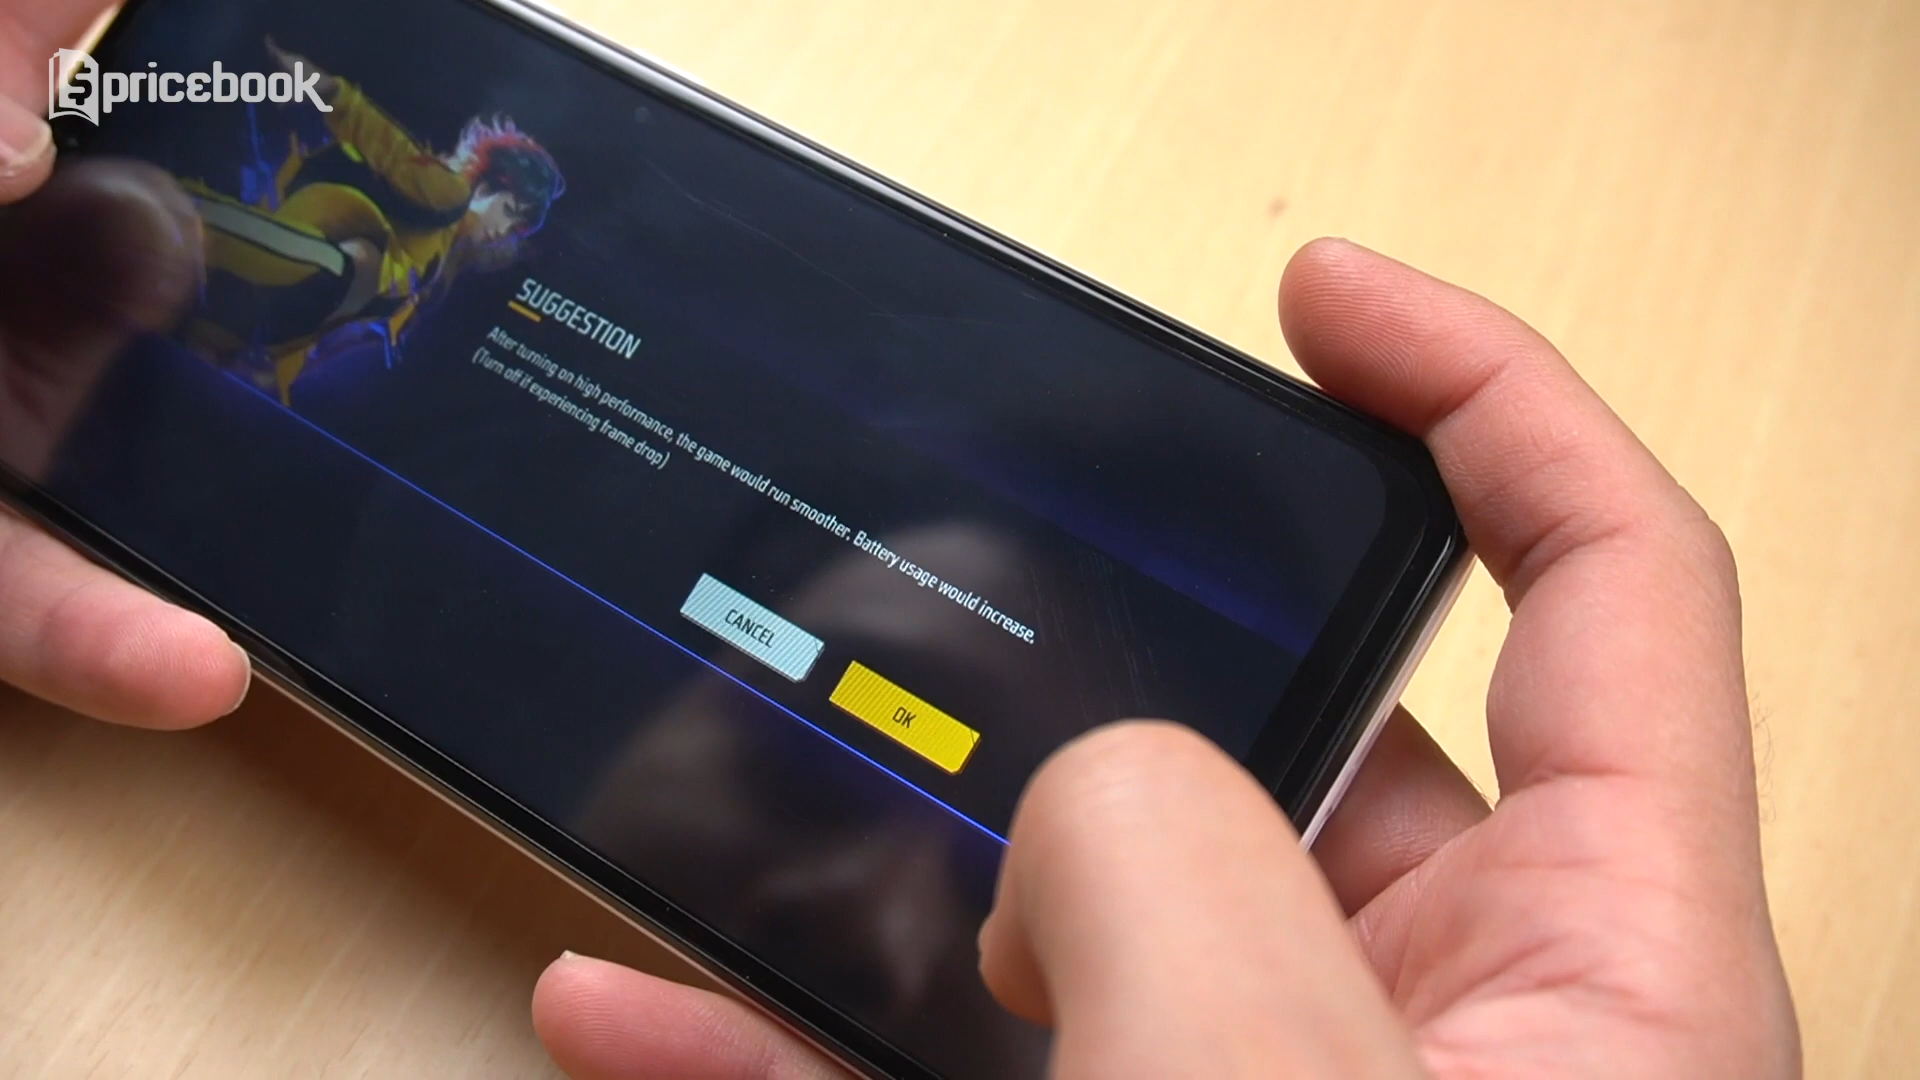 pricebook
SUGGESTION
After turning on high performance, the game would run smoother. Battery usage would increase.
(Turn off if experiencing frame drop)
CANCEL
OK